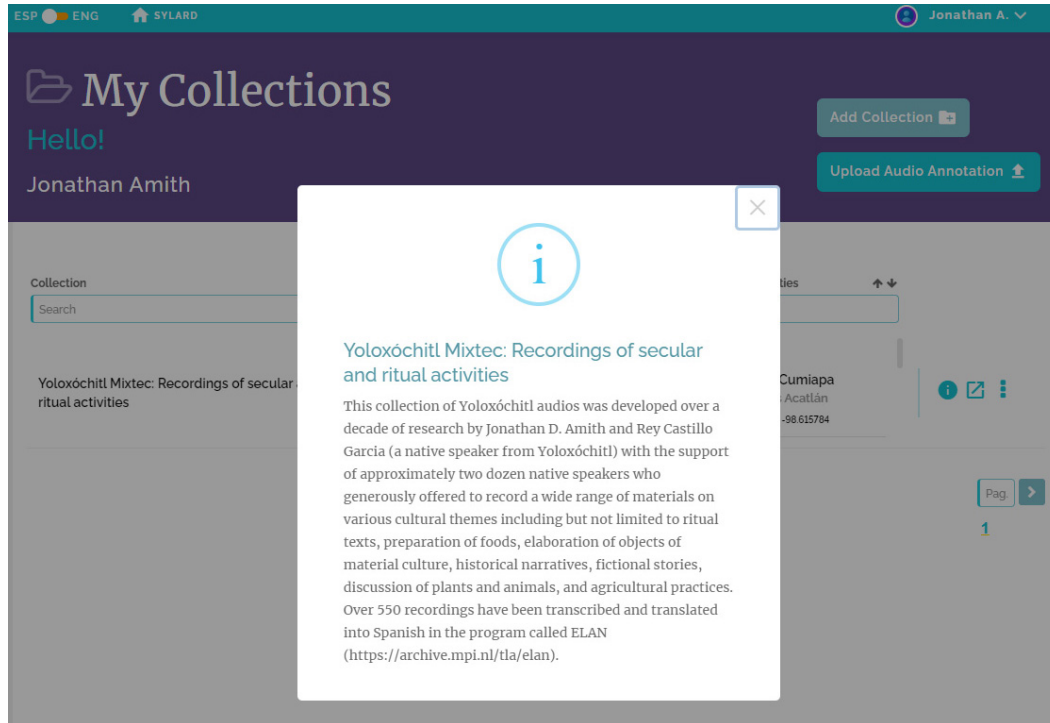 ESP ENG SYLARD Jonathan A.
My Collections
Hello!
Jonathan Amith
Add Collection
Upload Audio Annotation
Collection
Search
Yoloxóchitl Mixtec: Recordings of secular
ritual activities
i
Yoloxóchitl Mixtec: Recordings of secular
and ritual activities
This collection of Yoloxóchitl audios was developed over a
decade of research by Jonathan D. Amith and Rey Castillo
Garcia (a native speaker from Yoloxóchitl) with the support
of approximately two dozen native speakers who
generously offered to record a wide range of materials on
various cultural themes including but not limited to ritual
texts, preparation of foods, elaboration of objects of
material culture, historical narratives, fictional stories,
discussion of plants and animals, and agricultural practices.
Over 550 recordings have been transcribed and translated
into Spanish in the program called ELAN
(https://archive.mpi.nl/tla/elan).
ties
Cumiapa
Acatlán
-98.615784
i
Pag.
1